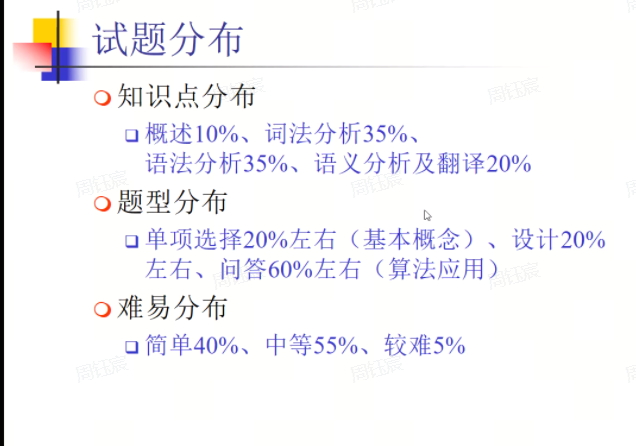 试题分布
知识点分布
概述10%、词法分析35%、
语法分析35%、语义分析及翻译20%
题型分布
单项选择20%左右（基本概念）、设计20%
左右、问答60%左右（算法应用）
难易分布
简单40%、中等55%、较难5%